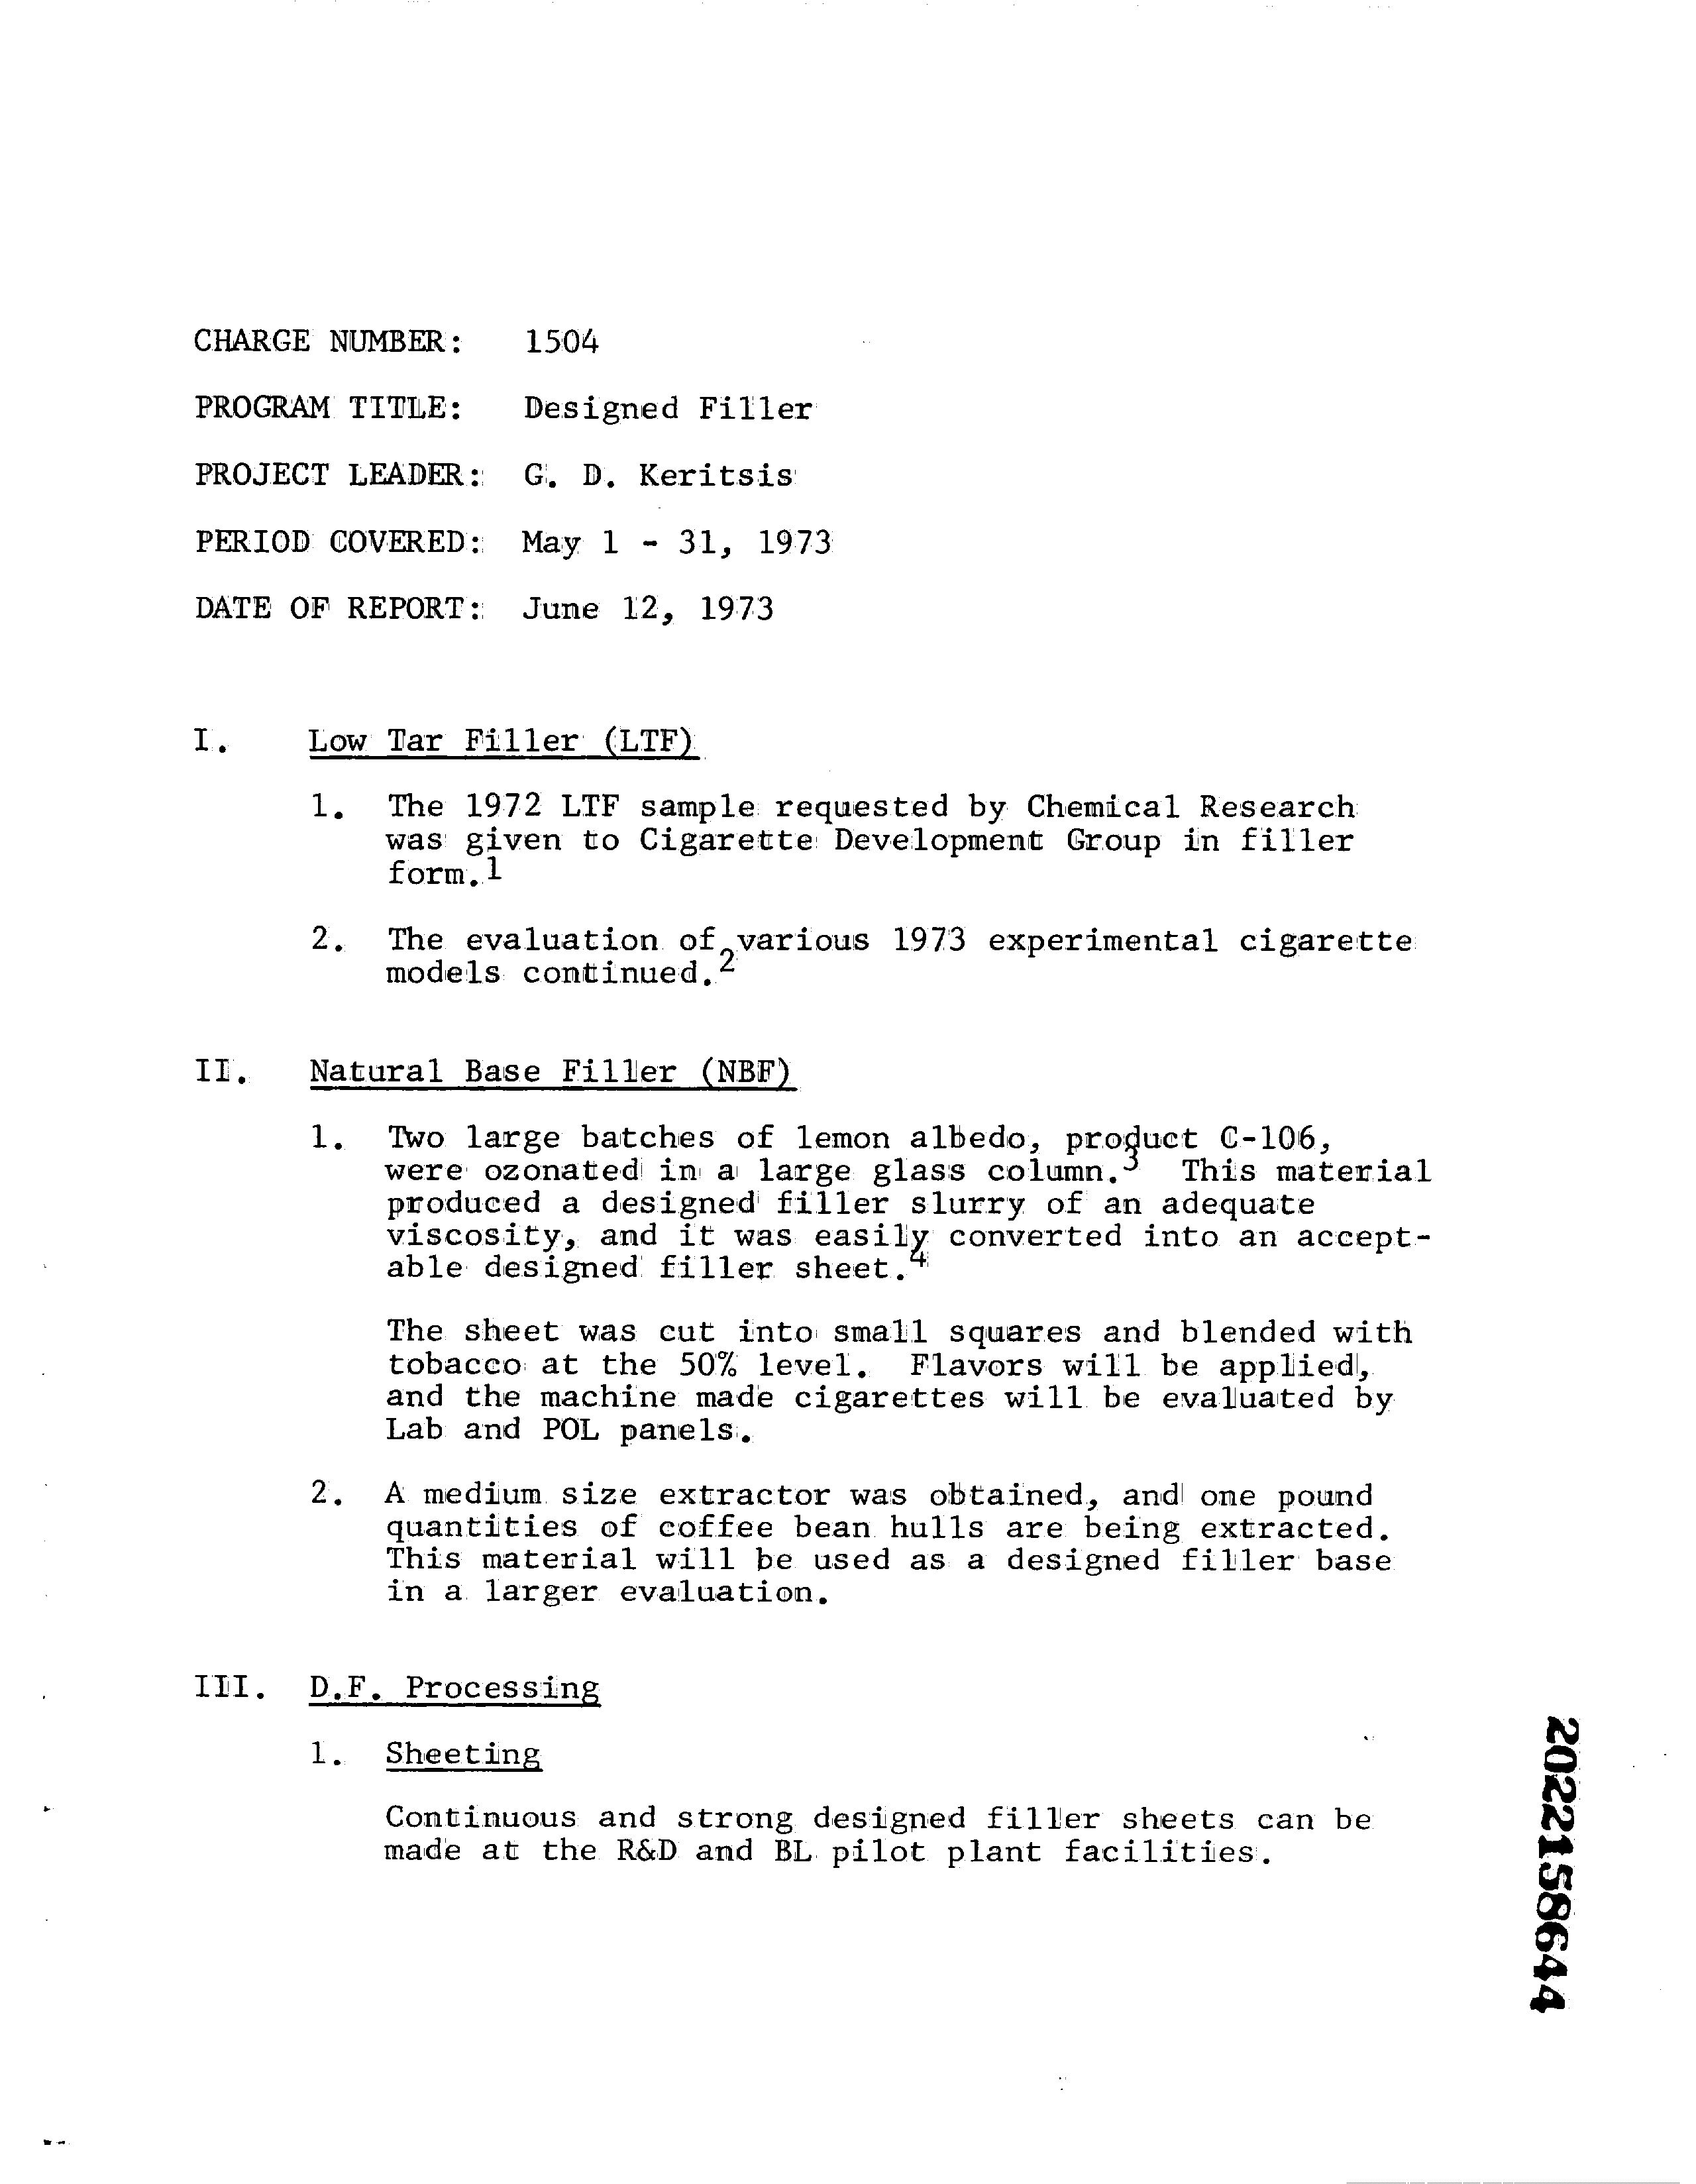 CHARGE NUMBER: 1504
PROGRAM TITLE: Designed Filler
PROJECT LEADER: G. D. Keritsis
PERIOD COVERED: May 1 - 31, 1973
DATE OF REPORT: June 12, 1973
I. Low Tar Filler (LTF)
1. The 1972 LTF sample requested by Chemical Research
was given to Cigarette Development Group in filler
form.1
2. The evaluation of various 1973 experimental cigarette
models continued.2
II. Natural Base Filler (NBF)
1. Two large batches of lemon albedo, product C-106,
were ozonated in a large glass column.3 This material
produced a designed filler slurry of an adequate
viscosity, and it was easily converted into an accept-
able designed filler sheet.4
The sheet was cut into small squares and blended with
tobacco at the 50% level. Flavors will be applied,
and the machine made cigarettes will be evaluated by
Lab and POL panels.
2. A medium size extractor was obtained, and one pound
quantities of coffee bean hulls are being extracted.
This material will be used as a designed filler base
in a larger evaluation.
III. D.F. Processing
1. Sheeting
Continuous and strong designed filler sheets can be
made at the R&D and BL pilot plant facilities.
2022158644